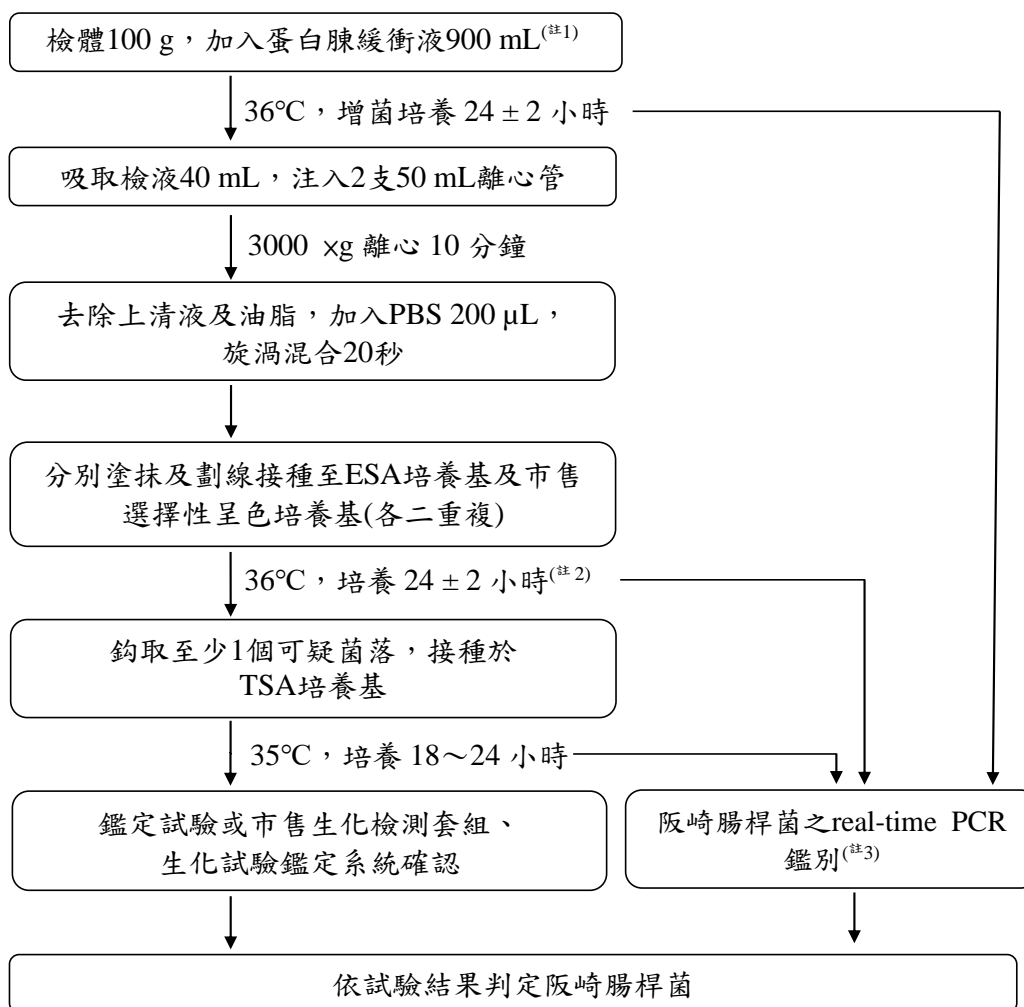 檢體100 g，加入蛋白腖緩衝液900 mL(註1)
36℃，增菌培養 24 ± 2 小時
吸取檢液40 mL，注入2支50 mL離心管
3000 ×g 離心 10 分鐘
去除上清液及油脂，加入PBS 200 μL，
旋渦混合20秒
分別塗抹及劃線接種至ESA培養基及市售
選擇性呈色培養基(各二重複)
36℃，培養 24 ± 2 小時(註 2)
鈎取至少1個可疑菌落，接種於
TSA培養基
35℃，培養 18～24 小時
鑑定試驗或市售生化檢測套組、
生化試驗鑑定系統確認
阪崎腸桿菌之real-time PCR
鑑別(註3)
依試驗結果判定阪崎腸桿菌